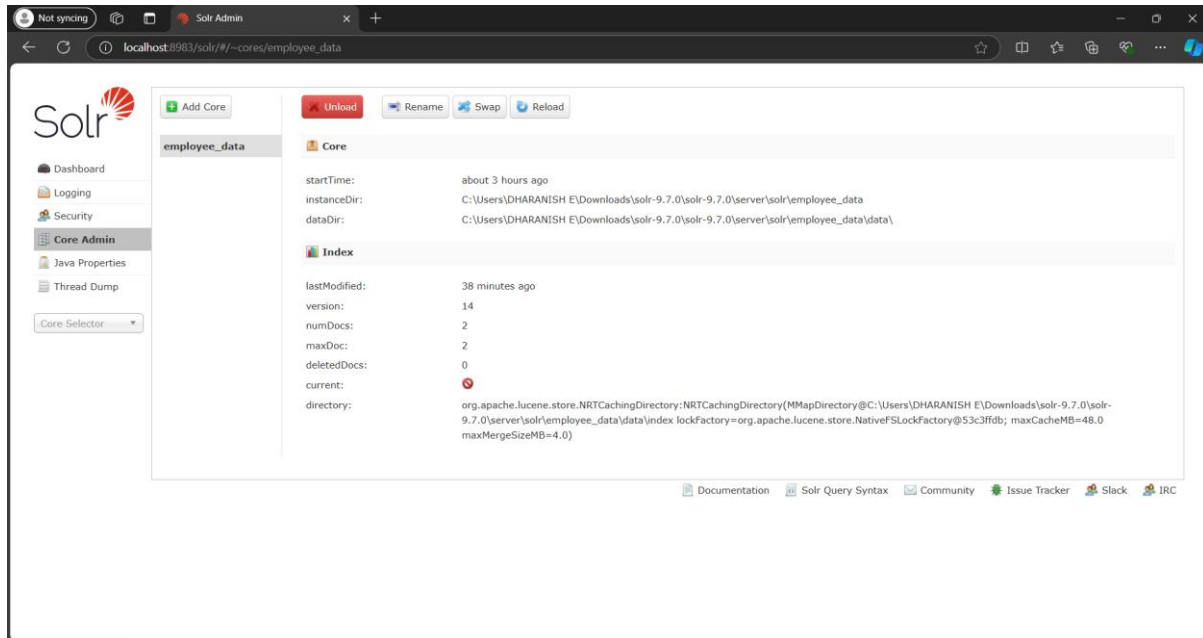 Not syncing
Solr Admin
localhost:8983/solr/#/~cores/employee_data
Solr
Dashboard
Logging
Security
Core Admin
Java Properties
Thread Dump
Core Selector
Add Core
employee_data
Unload Rename Swap Reload
Core
startTime: about 3 hours ago
instanceDir: C:\Users\DHARANISH E\Downloads\solr-9.7.0\solr-9.7.0\server\solr\employee_data
dataDir: C:\Users\DHARANISH E\Downloads\solr-9.7.0\solr-9.7.0\server\solr\employee_data\data\
Index
lastModified: 38 minutes ago
version: 14
numDocs: 2
maxDoc: 2
deletedDocs: 0
current:
directory: org.apache.lucene.store.NRTCachingDirectory:NRTCachingDirectory(MMapDirectory@C:\Users\DHARANISH E\Downloads\solr-9.7.0\solr-
9.7.0\server\solr\employee_data\data\index lockFactory=org.apache.lucene.store.NativeFSLockFactory@53c3ffdb; maxCacheMB=48.0
maxMergeSizeMB=4.0)
Documentation Solr Query Syntax Community Issue Tracker Slack IRC